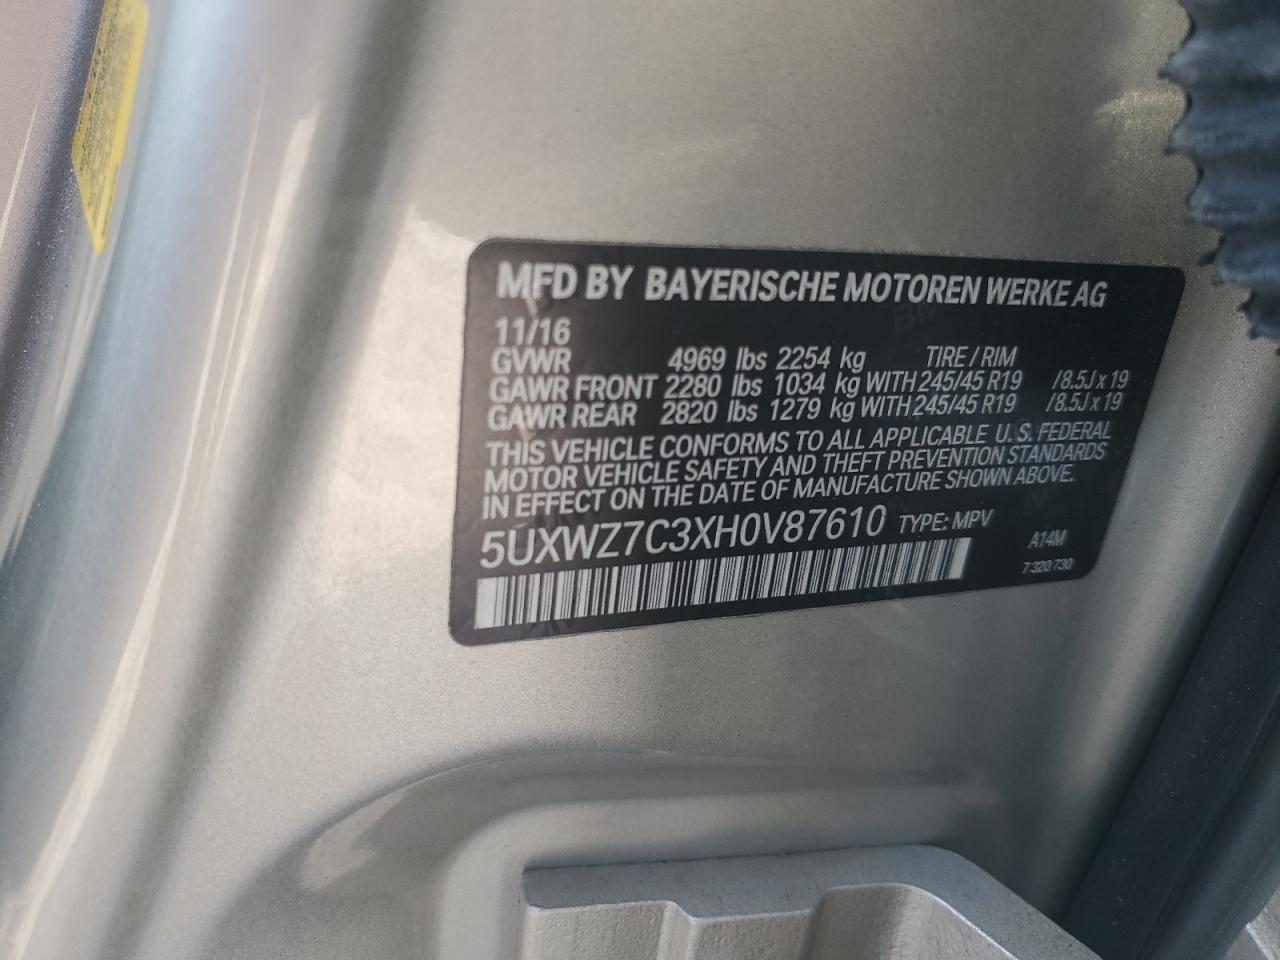 MFD BY BAYERISCHE MOTOREN WERKE AG
11/16
GVWR 4969 lbs 2254 kg TIRE / RIM
GAWR FRONT 2280 lbs 1034 kg WITH 245/45 R19 /8.5J x 19
GAWR REAR 2820 lbs 1279 kg WITH 245/45 R19 /8.5J x 19
THIS VEHICLE CONFORMS TO ALL APPLICABLE U.S. FEDERAL
MOTOR VEHICLE SAFETY AND THEFT PREVENTION STANDARDS
IN EFFECT ON THE DATE OF MANUFACTURE SHOWN ABOVE.
5UXWZ7C3XH0V87610 TYPE: MPV
A14M
7 320 730